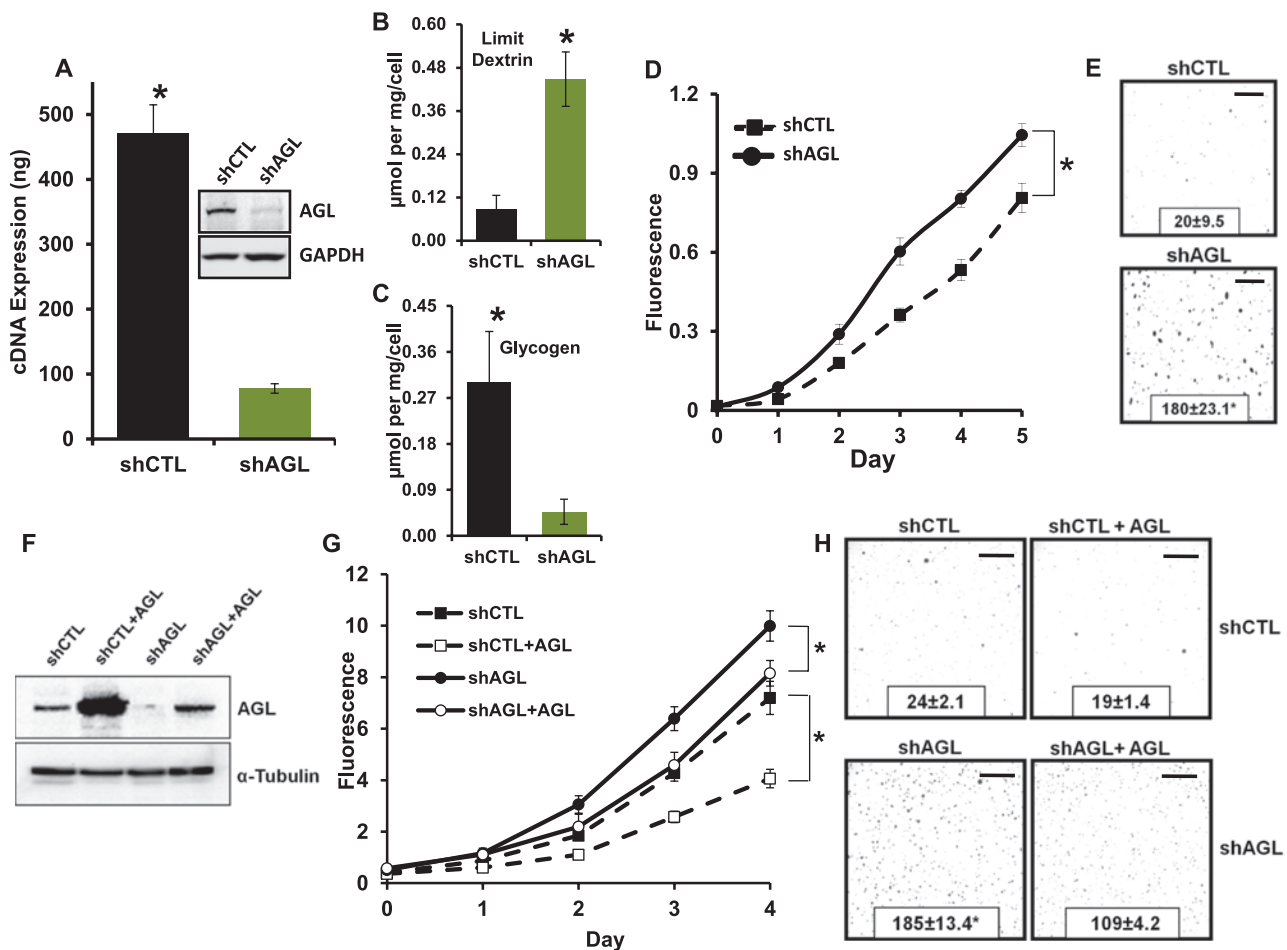 A
cDNA Expression (ng)
500
450
400
350
300
250
200
150
100
50
0
*
shCTL
shAGL
shCTL
shAGL
AGL
GAPDH
B
µmol per mg/cell
0.60
0.48
0.36
0.24
0.12
0.00
Limit
Dextrin
*
shCTL
shAGL
C
µmol per mg/cell
0.45
0.36
0.27
0.18
0.09
0.00
*
Glycogen
shCTL
shAGL
D
Fluorescence
1.2
0.9
0.6
0.3
0
shCTL
shAGL
*
0 1 2 3 4 5
Day
E
shCTL
20±9.5
shAGL
180±23.1*
F
shCTL
shCTL+AGL
shAGL
shAGL+AGL
AGL
α-Tubulin
G
Fluorescence
12
10
8
6
4
2
0
shCTL
shCTL+AGL
shAGL
shAGL+AGL
*
*
0 1 2 3 4
Day
H
shCTL
shCTL + AGL
24±2.1
19±1.4
shCTL
shAGL
shAGL+ AGL
185±13.4*
109±4.2
shAGL